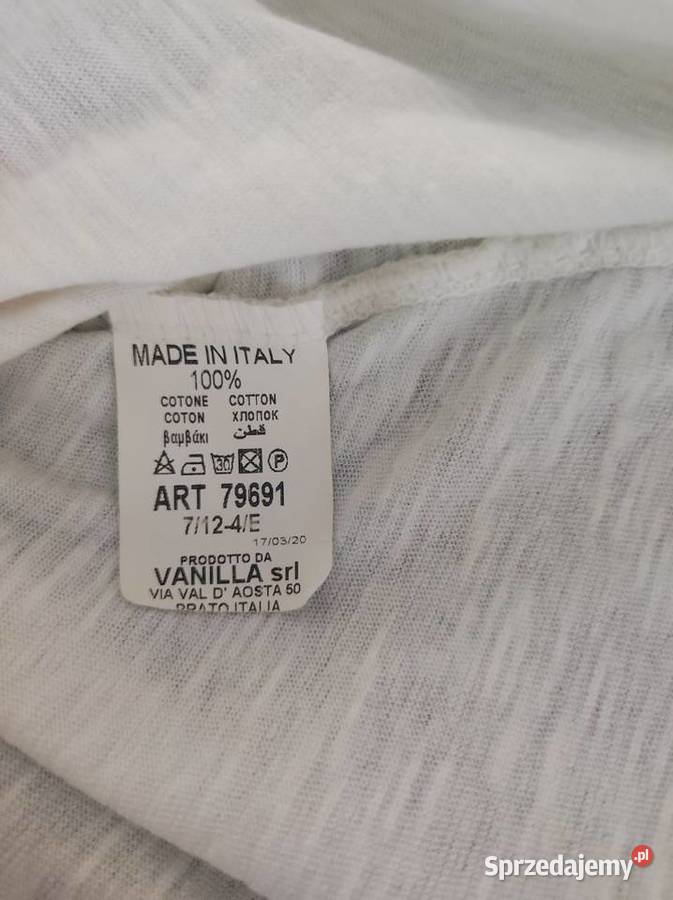 MADE IN ITALY
100%
COTONE COTTON
COTON ХЛОПОК
βαμβάκι قطن
30 P
ART 79691
7/12-4/E
17/03/20
PRODOTTO DA
VANILLA srl
VIA VAL D' AOSTA 50
PRATO ITALIA
Sprzedajemy.pl